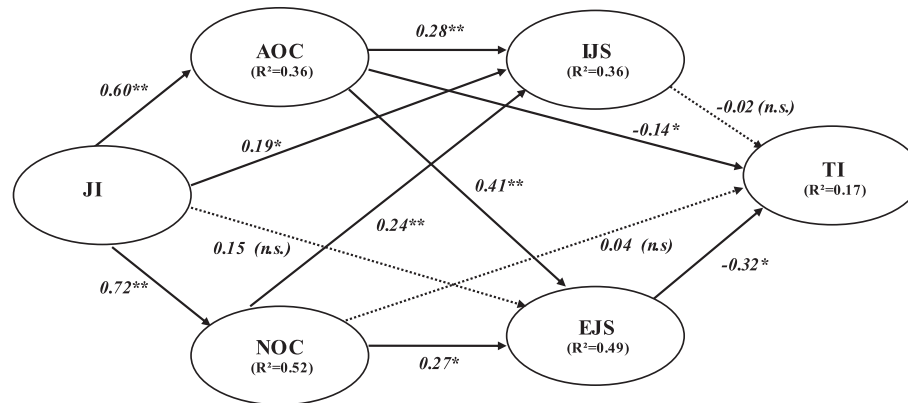 0.28**
AOC
(R²=0.36)
IJS
(R²=0.36)
0.60**
-0.02 (n.s.)
0.19*
-0.14*
TI
(R²=0.17)
JI
0.41**
0.24**
0.15 (n.s.)
0.04 (n.s)
-0.32*
0.72**
EJS
(R²=0.49)
NOC
(R²=0.52)
0.27*